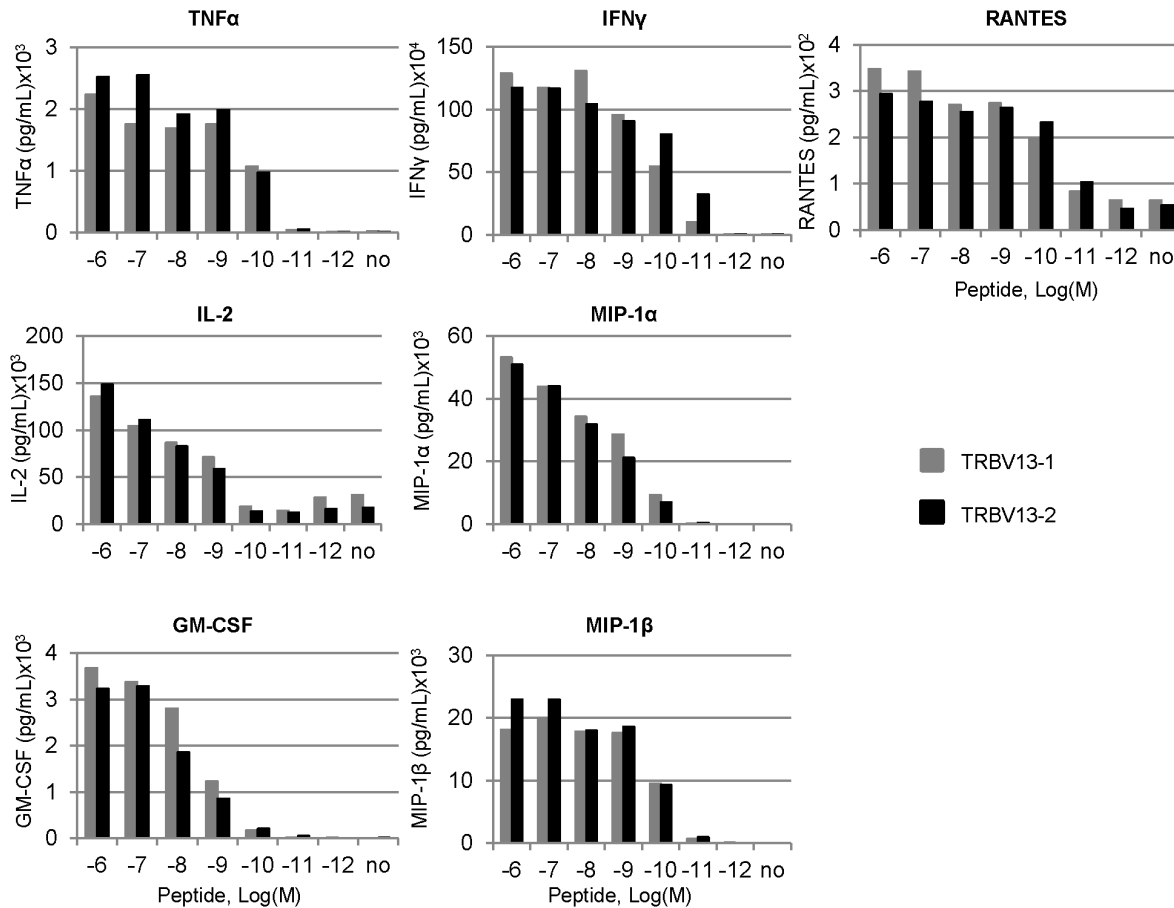 TNFα
TNFα (pg/mL)x10³
3
2
1
0
-6 -7 -8 -9 -10 -11 -12 no
IFNγ
IFNγ (pg/mL)x10⁴
150
100
50
0
-6 -7 -8 -9 -10 -11 -12 no
RANTES
RANTES (pg/mL)x10²
4
3
2
1
0
-6 -7 -8 -9 -10 -11 -12 no
Peptide, Log(M)
IL-2
IL-2 (pg/mL)x10³
200
150
100
50
0
-6 -7 -8 -9 -10 -11 -12 no
MIP-1α
MIP-1α (pg/mL)x10³
60
40
20
0
-6 -7 -8 -9 -10 -11 -12 no
TRBV13-1
TRBV13-2
GM-CSF
GM-CSF (pg/mL)x10³
4
3
2
1
0
-6 -7 -8 -9 -10 -11 -12 no
Peptide, Log(M)
MIP-1β
MIP-1β (pg/mL)x10³
30
20
10
0
-6 -7 -8 -9 -10 -11 -12 no
Peptide, Log(M)